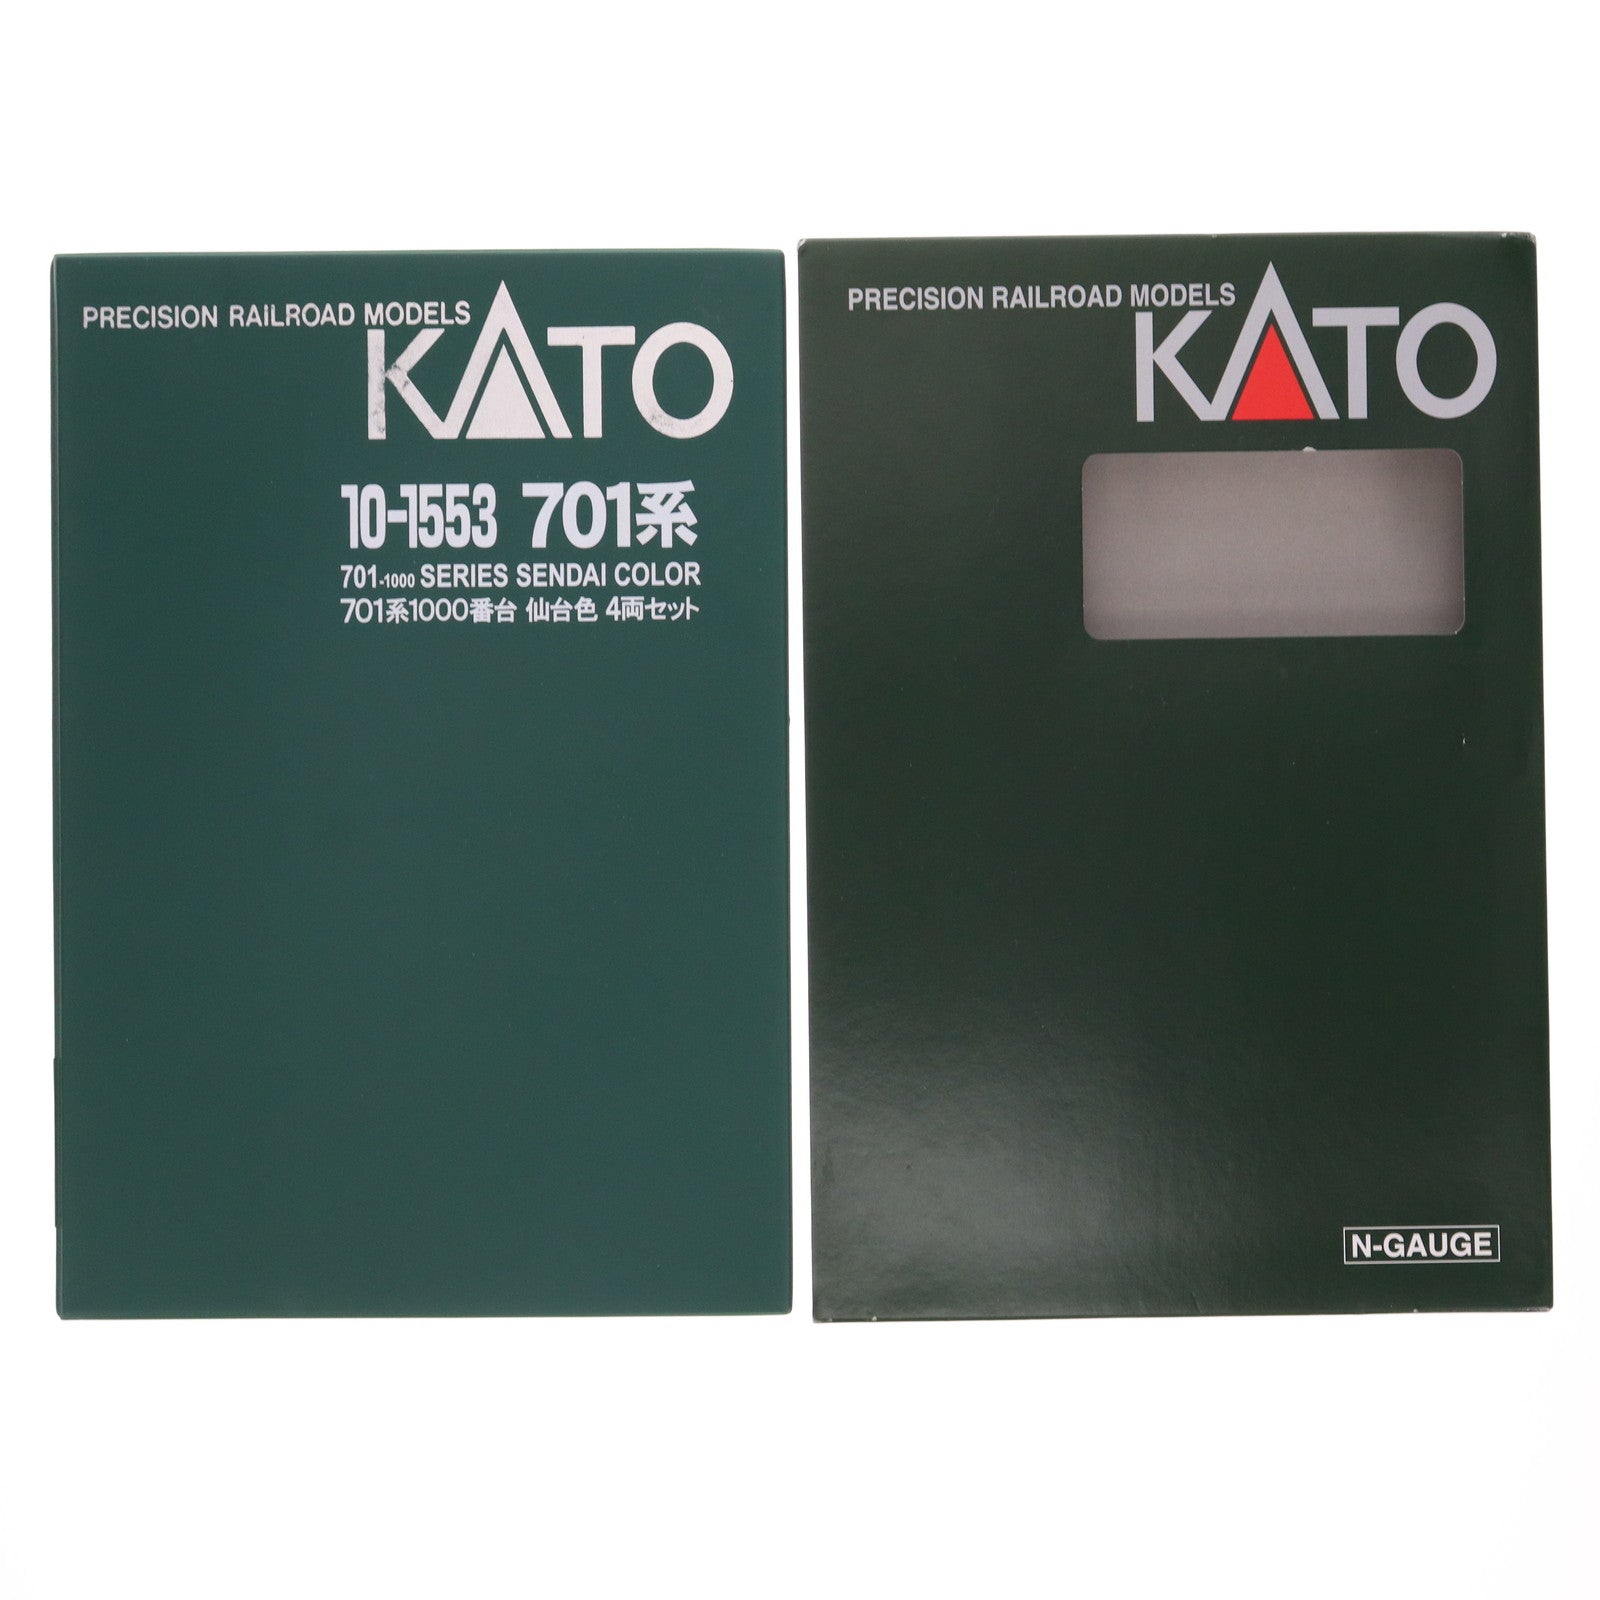 PRECISION RAILROAD MODELS
KATO
10-1553 701系
701-1000 SERIES SENDAI COLOR
701系1000番台 仙台色 4両セット
PRECISION RAILROAD MODELS
KATO
N-GAUGE